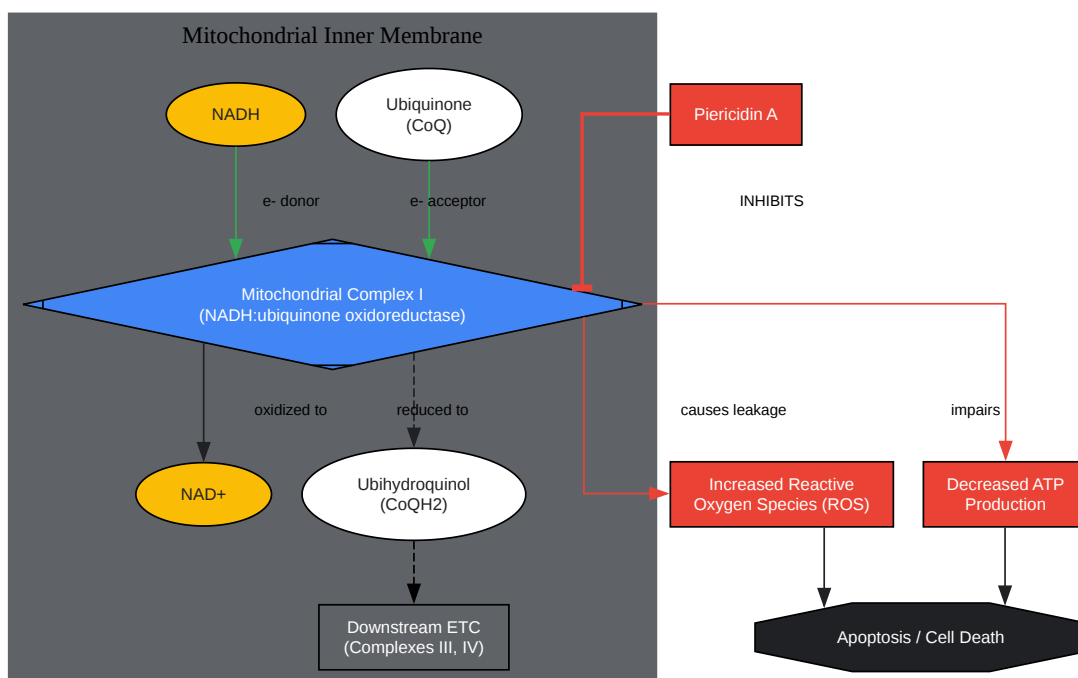 Mitochondrial Inner Membrane
NADH
Ubiquinone
(CoQ)
Piericidin A
e- donor
e- acceptor
INHIBITS
Mitochondrial Complex I
(NADH:ubiquinone oxidoreductase)
oxidized to
reduced to
causes leakage
impairs
NAD+
Ubihydroquinol
(CoQH2)
Increased Reactive
Oxygen Species (ROS)
Decreased ATP
Production
Downstream ETC
(Complexes III, IV)
Apoptosis / Cell Death